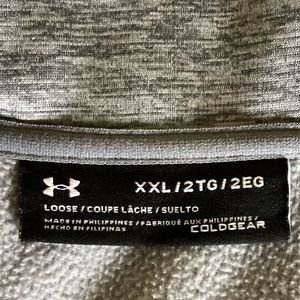 XXL/2TG/2EG
LOOSE / COUPE LÂCHE / SUELTO
MADE IN PHILIPPINES / FABRIQUÉ AUX PHILIPPINES /
HECHO EN FILIPINAS
COLDGEAR